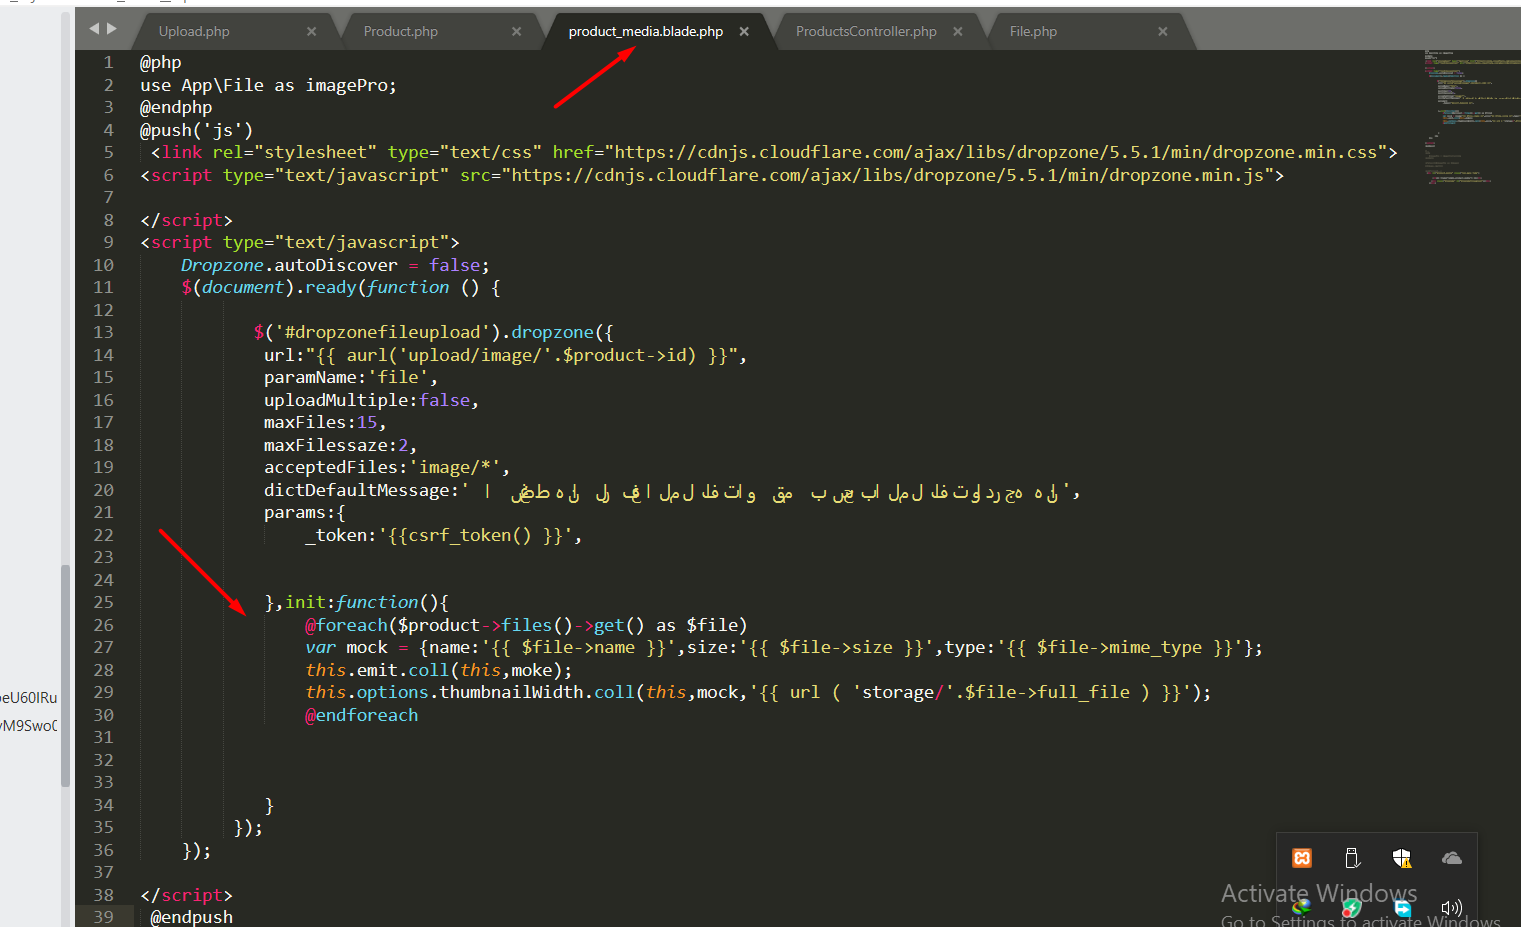 Upload.php × Product.php × product_media.blade.php × ProductsController.php × File.php ×
1 @php
2 use App\File as imagePro;
3 @endphp
4 @push('js')
5 <link rel="stylesheet" type="text/css" href="https://cdnjs.cloudflare.com/ajax/libs/dropzone/5.5.1/min/dropzone.min.css">
6 <script type="text/javascript" src="https://cdnjs.cloudflare.com/ajax/libs/dropzone/5.5.1/min/dropzone.min.js">
7
8 </script>
9 <script type="text/javascript">
10 Dropzone.autoDiscover = false;
11 $(document).ready(function () {
12
13 $('#dropzonefileupload').dropzone({
14 url:"{{ aurl('upload/image/'.$product->id) }}",
15 paramName:'file',
16 uploadMultiple:false,
17 maxFiles:15,
18 maxFilessaze:2,
19 acceptedFiles:'image/*',
20 dictDefaultMessage:' ',
21 params:{
22 _token:'{{csrf_token() }}',
23
24
25 },init:function(){
26 @foreach($product->files()->get() as $file)
27 var mock = {name:'{{ $file->name }}',size:'{{ $file->size }}',type:'{{ $file->mime_type }}'};
28 this.emit.coll(this,moke);
29 this.options.thumbnailWidth.coll(this,mock,'{{ url ( 'storage/'.$file->full_file ) }}');
30 @endforeach
31
32
33
34 }
35 });
36 });
37
38 </script>
39 @endpush
beU60IRu
yM9Swo
Activate Windows
Go to Settings to activate Windows.